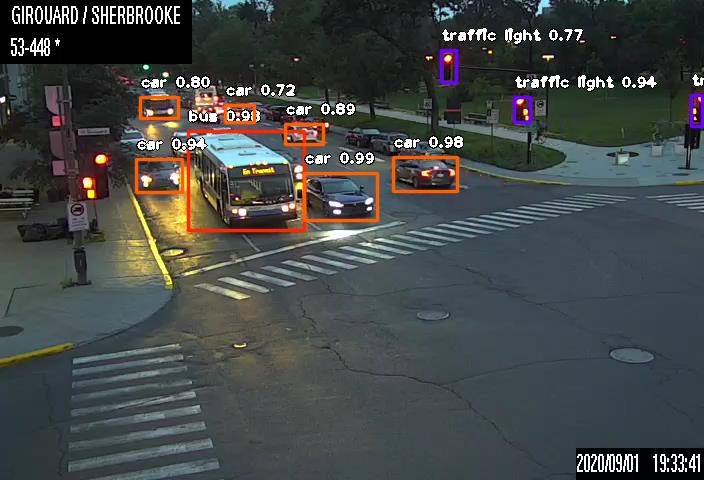 GIROUARD / SHERBROOKE
53-448 *
traffic light 0.77
car 0.80
car 0.72
traffic light 0.94
tr
bus 0.98
car 0.89
car 0.94
car 0.99
car 0.98
En Transit
2020/09/01 19:33:41